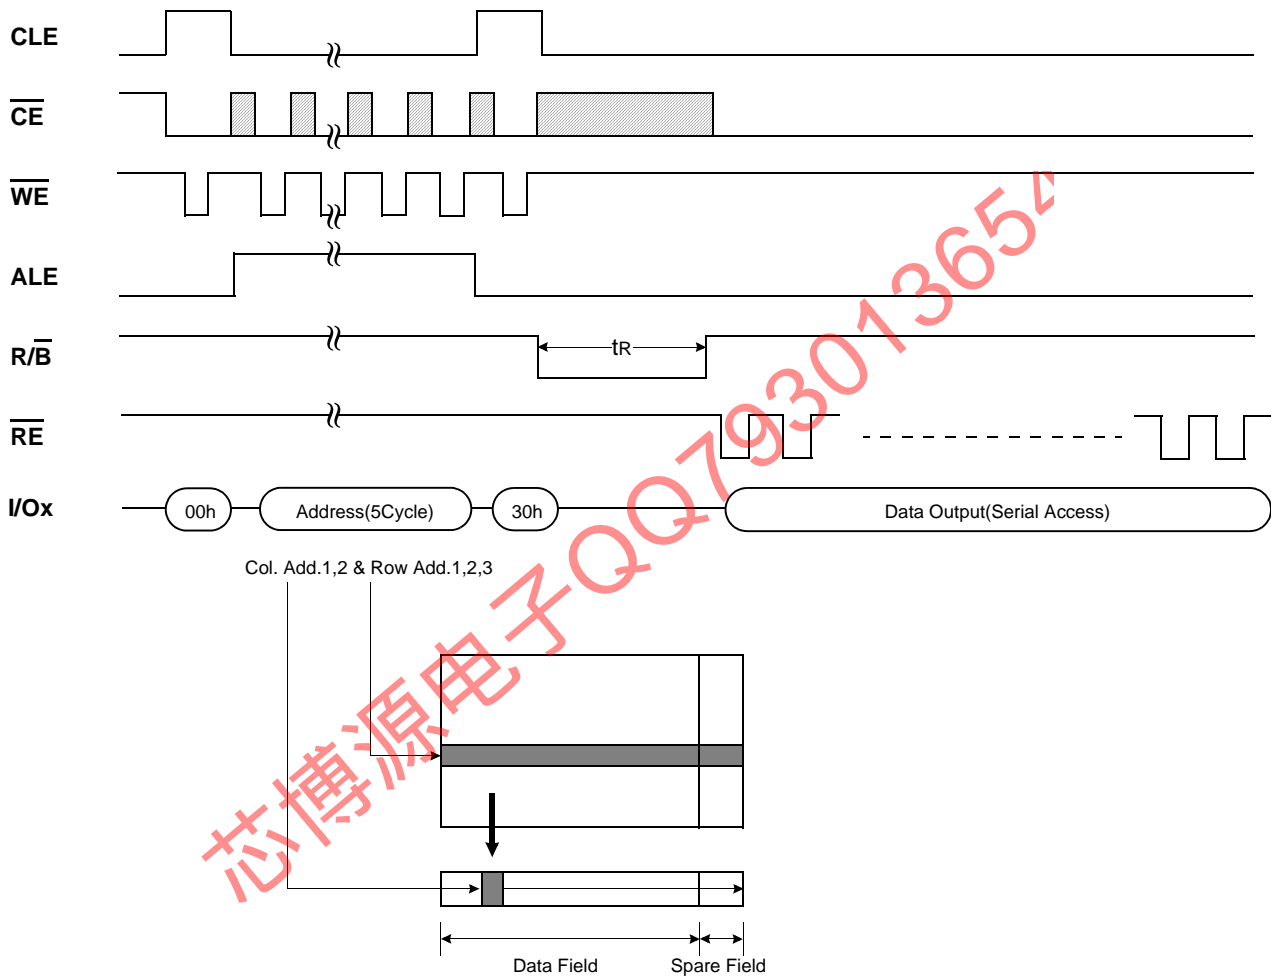 CLE
CE
WE
ALE
R/B
tR
RE
I/Ox
00h
Address(5Cycle)
30h
Data Output(Serial Access)
Col. Add.1,2 & Row Add.1,2,3
Data Field
Spare Field
芯博源电子QQ793013654